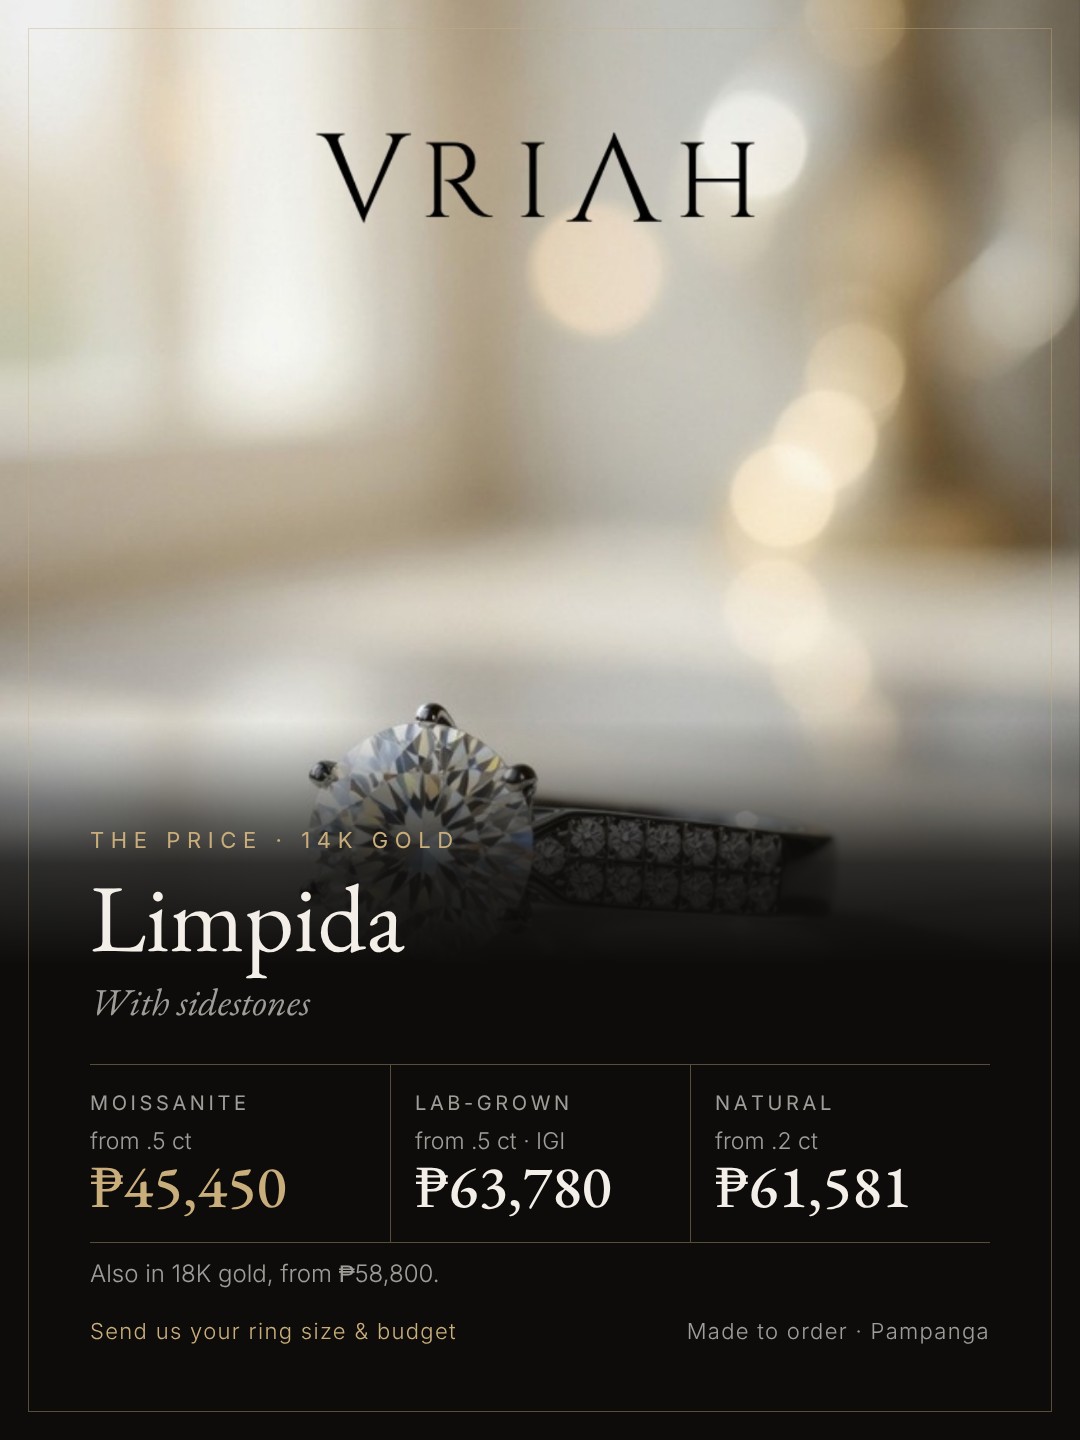 VRIAH
THE PRICE · 14K GOLD
Limpida
With sidestones
MOISSANITE
from .5 ct
₱45,450
LAB-GROWN
from .5 ct · IGI
₱63,780
NATURAL
from .2 ct
₱61,581
Also in 18K gold, from ₱58,800.
Send us your ring size & budget
Made to order · Pampanga